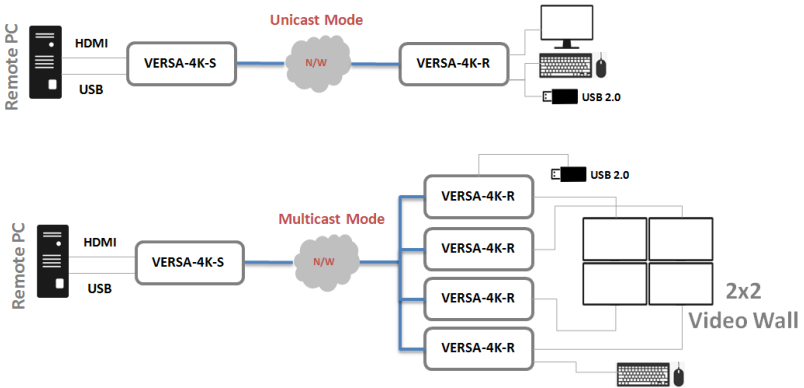 Unicast Mode
Remote PC
HDMI
USB
VERSA-4K-S
N/W
VERSA-4K-R
USB 2.0
Multicast Mode
Remote PC
HDMI
USB
VERSA-4K-S
N/W
VERSA-4K-R
USB 2.0
VERSA-4K-R
VERSA-4K-R
VERSA-4K-R
2x2
Video Wall